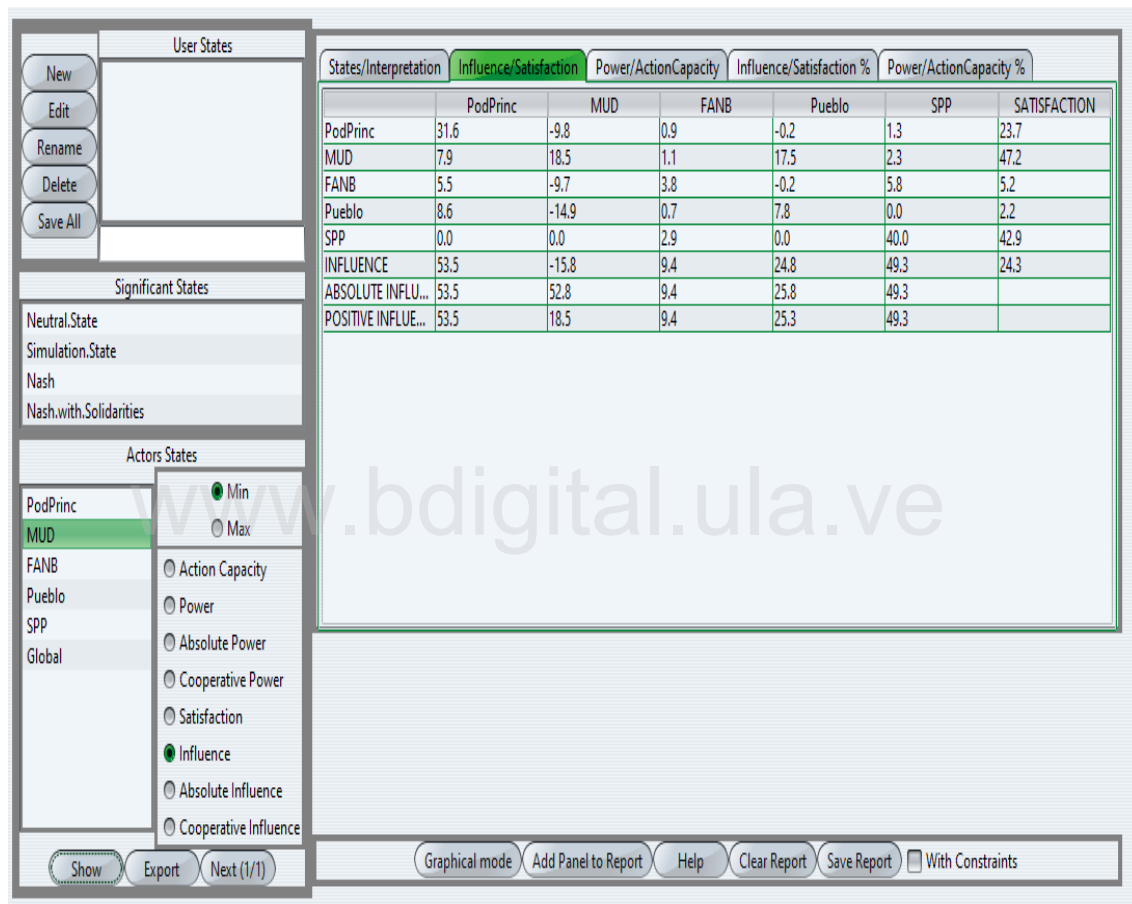 User States
New
Edit
Rename
Delete
Save All
Significant States
Neutral.State
Simulation.State
Nash
Nash.with.Solidarities
Actors States
PodPrinc
MUD
FANB
Pueblo
SPP
Global
Min
Max
Action Capacity
Power
Absolute Power
Cooperative Power
Satisfaction
Influence
Absolute Influence
Cooperative Influence
Show Export Next (1/1)
States/Interpretation Influence/Satisfaction Power/ActionCapacity Influence/Satisfaction % Power/ActionCapacity %
PodPrinc MUD FANB Pueblo SPP SATISFACTION
PodPrinc 31.6 -9.8 0.9 -0.2 1.3 23.7
MUD 7.9 18.5 1.1 17.5 2.3 47.2
FANB 5.5 -9.7 3.8 -0.2 5.8 5.2
Pueblo 8.6 -14.9 0.7 7.8 0.0 2.2
SPP 0.0 0.0 2.9 0.0 40.0 42.9
INFLUENCE 53.5 -15.8 9.4 24.8 49.3 24.3
ABSOLUTE INFLU... 53.5 52.8 9.4 25.8 49.3
POSITIVE INFLUE... 53.5 18.5 9.4 25.3 49.3
www.bdigital.ula.ve
Graphical mode Add Panel to Report Help Clear Report Save Report With Constraints